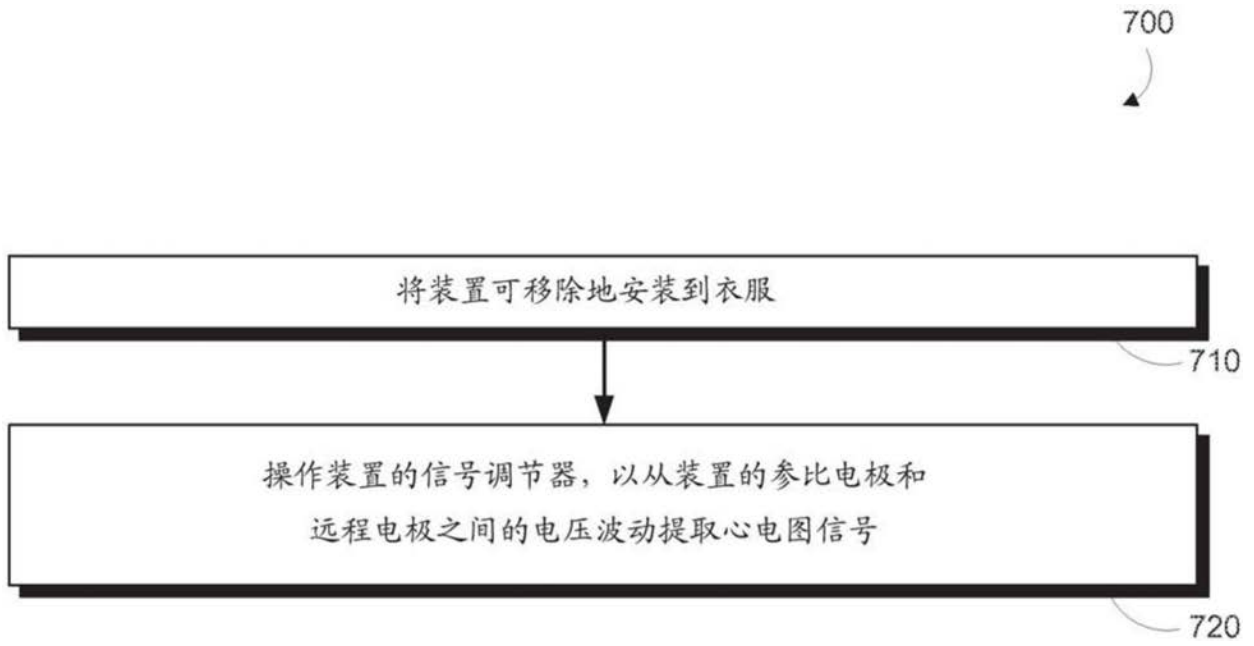 700
将装置可移除地安装到衣服
710
操作装置的信号调节器，以从装置的参比电极和
远程电极之间的电压波动提取心电图信号
720